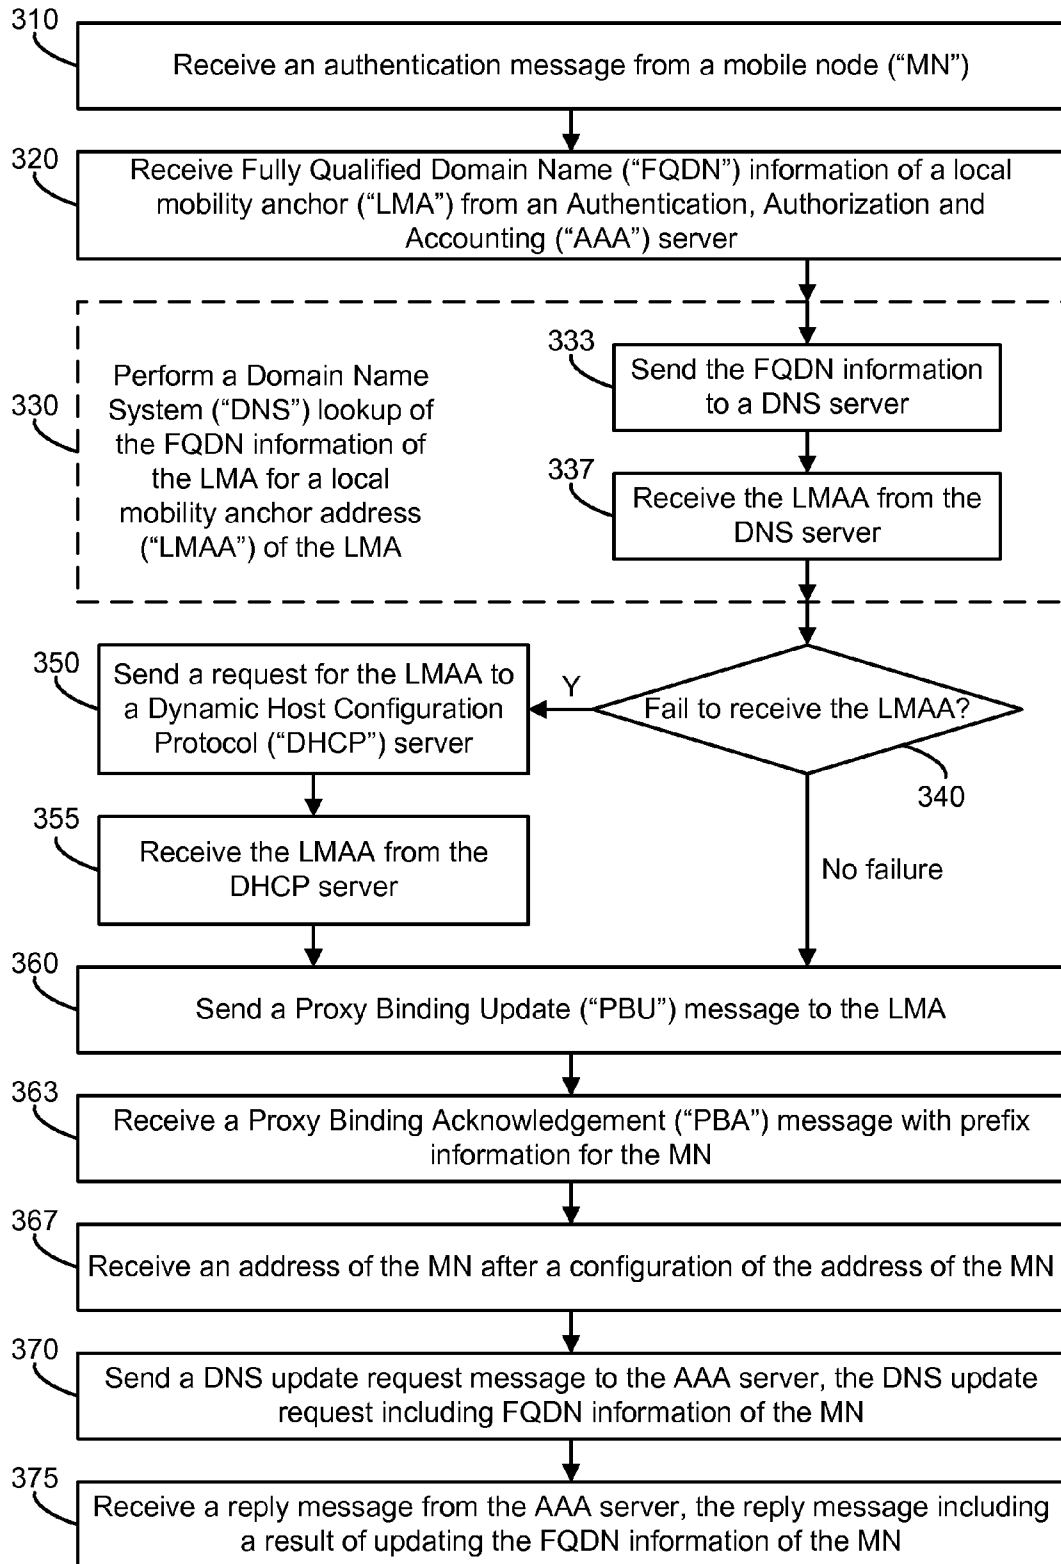 310
Receive an authentication message from a mobile node (“MN”)
320
Receive Fully Qualified Domain Name (“FQDN”) information of a local
mobility anchor (“LMA”) from an Authentication, Authorization and
Accounting (“AAA”) server
330
Perform a Domain Name
System (“DNS”) lookup of
the FQDN information of
the LMA for a local
mobility anchor address
(“LMAA”) of the LMA
333
Send the FQDN information
to a DNS server
337
Receive the LMAA from the
DNS server
Fail to receive the LMAA?
340
Y
No failure
350
Send a request for the LMAA to
a Dynamic Host Configuration
Protocol (“DHCP”) server
355
Receive the LMAA from the
DHCP server
360
Send a Proxy Binding Update (“PBU”) message to the LMA
363
Receive a Proxy Binding Acknowledgement (“PBA”) message with prefix
information for the MN
367
Receive an address of the MN after a configuration of the address of the MN
370
Send a DNS update request message to the AAA server, the DNS update
request including FQDN information of the MN
375
Receive a reply message from the AAA server, the reply message including
a result of updating the FQDN information of the MN